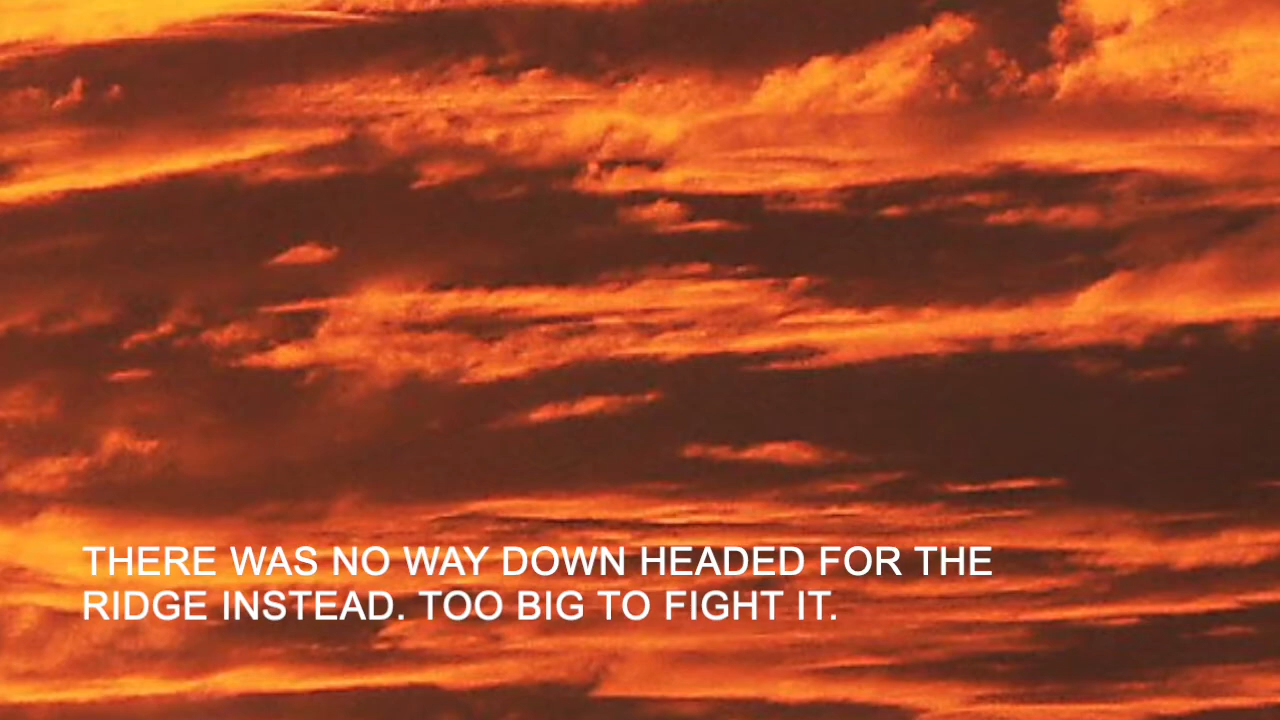 THERE WAS NO WAY DOWN HEADED FOR THE
RIDGE INSTEAD. TOO BIG TO FIGHT IT.